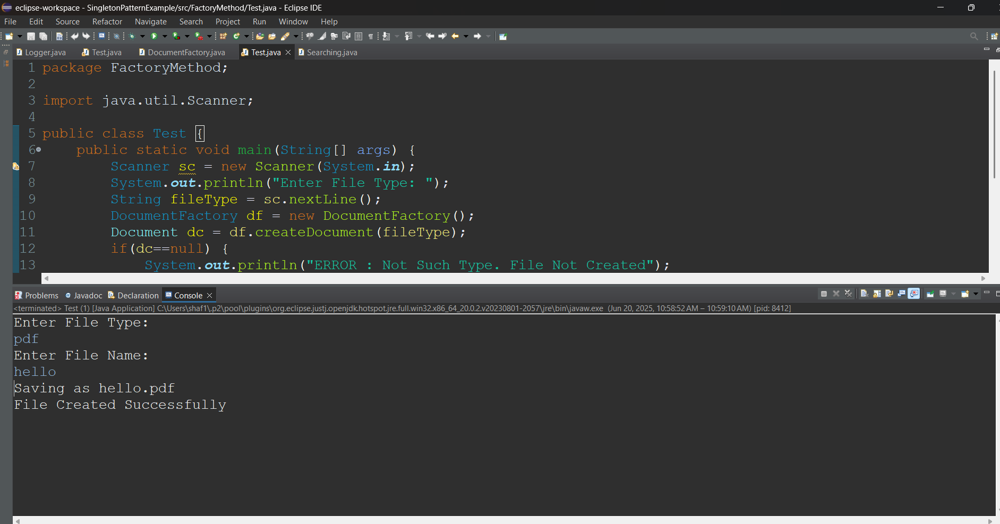 eclipse-workspace - SingletonPatternExample/src/FactoryMethod/Test.java - Eclipse IDE
File Edit Source Refactor Navigate Search Project Run Window Help
Logger.java Test.java DocumentFactory.java Test.java Searching.java
1 package FactoryMethod;
2
3 import java.util.Scanner;
4
5 public class Test {
6 public static void main(String[] args) {
7 Scanner sc = new Scanner(System.in);
8 System.out.println("Enter File Type: ");
9 String fileType = sc.nextLine();
10 DocumentFactory df = new DocumentFactory();
11 Document dc = df.createDocument(fileType);
12 if(dc==null) {
13 System.out.println("ERROR : Not Such Type. File Not Created");
Problems Javadoc Declaration Console
<terminated> Test (1) [Java Application] C:\Users\shaf1\.p2\pool\plugins\org.eclipse.justj.openjdk.hotspot.jre.full.win32.x86_64_20.0.2.v20230801-2057\jre\bin\javaw.exe (Jun 20, 2025, 10:58:52 AM – 10:59:10 AM) [pid: 8412]
Enter File Type:
pdf
Enter File Name:
hello
Saving as hello.pdf
File Created Successfully